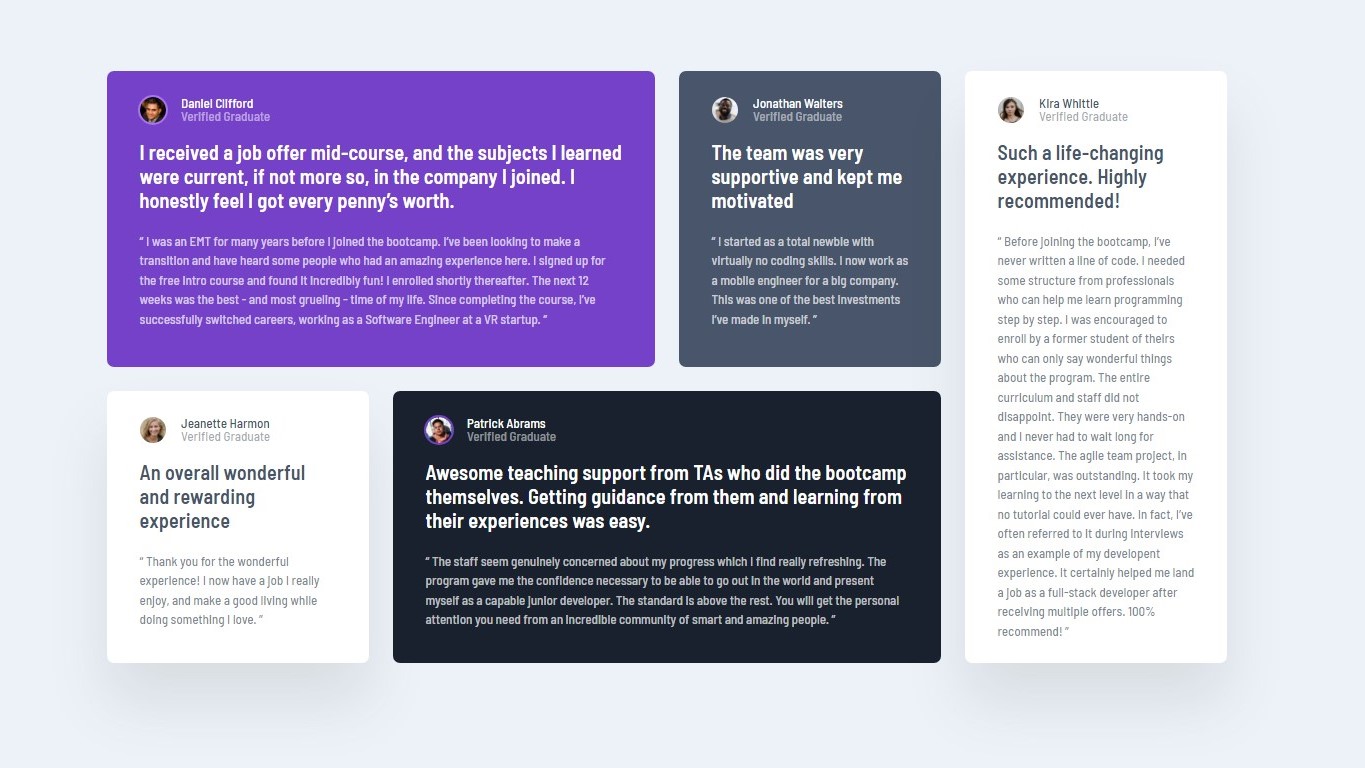 Daniel Clifford
Verified Graduate
I received a job offer mid-course, and the subjects I learned
were current, if not more so, in the company I joined. I
honestly feel I got every penny’s worth.
“ I was an EMT for many years before I joined the bootcamp. I’ve been looking to make a
transition and have heard some people who had an amazing experience here. I signed up for
the free intro course and found it incredibly fun! I enrolled shortly thereafter. The next 12
weeks was the best - and most grueling - time of my life. Since completing the course, I’ve
successfully switched careers, working as a Software Engineer at a VR startup. ”
Jonathan Walters
Verified Graduate
The team was very
supportive and kept me
motivated
“ I started as a total newbie with
virtually no coding skills. I now work as
a mobile engineer for a big company.
This was one of the best investments
I’ve made in myself. ”
Kira Whittle
Verified Graduate
Such a life-changing
experience. Highly
recommended!
“ Before joining the bootcamp, I’ve
never written a line of code. I needed
some structure from professionals
who can help me learn programming
step by step. I was encouraged to
enroll by a former student of theirs
who can only say wonderful things
about the program. The entire
curriculum and staff did not
disappoint. They were very hands-on
and I never had to wait long for
assistance. The agile team project, in
particular, was outstanding. It took my
learning to the next level in a way that
no tutorial could ever have. In fact, I’ve
often referred to it during interviews
as an example of my developent
experience. It certainly helped me land
a job as a full-stack developer after
receiving multiple offers. 100%
recommend! ”
Jeanette Harmon
Verified Graduate
An overall wonderful
and rewarding
experience
“ Thank you for the wonderful
experience! I now have a job I really
enjoy, and make a good living while
doing something I love. ”
Patrick Abrams
Verified Graduate
Awesome teaching support from TAs who did the bootcamp
themselves. Getting guidance from them and learning from
their experiences was easy.
“ The staff seem genuinely concerned about my progress which I find really refreshing. The
program gave me the confidence necessary to be able to go out in the world and present
myself as a capable junior developer. The standard is above the rest. You will get the personal
attention you need from an incredible community of smart and amazing people. ”